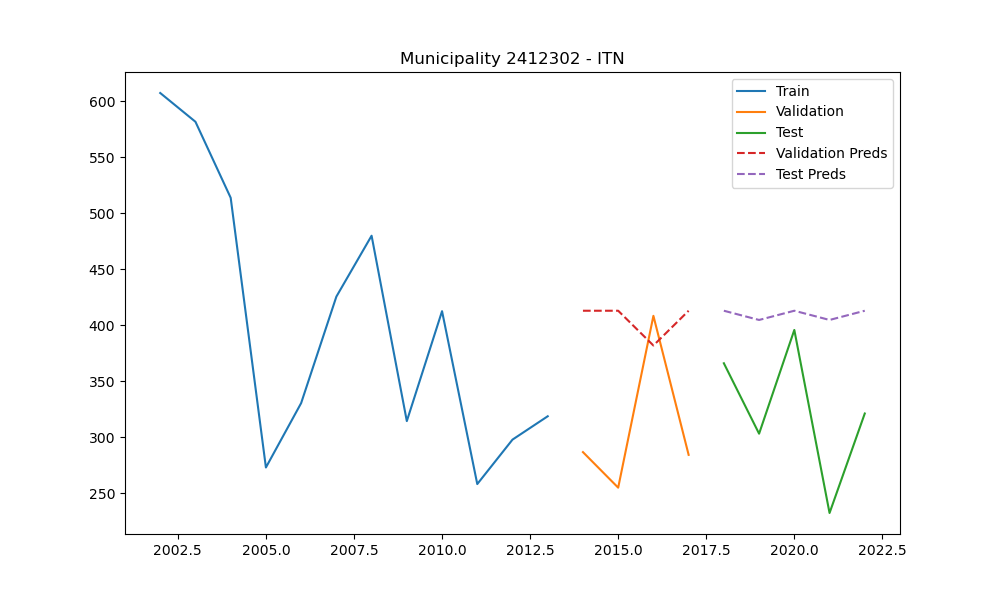 Municipality 2412302 - ITN
Train
Validation
Test
Validation Preds
Test Preds
600
550
500
450
400
350
300
250
2002.5 2005.0 2007.5 2010.0 2012.5 2015.0 2017.5 2020.0 2022.5